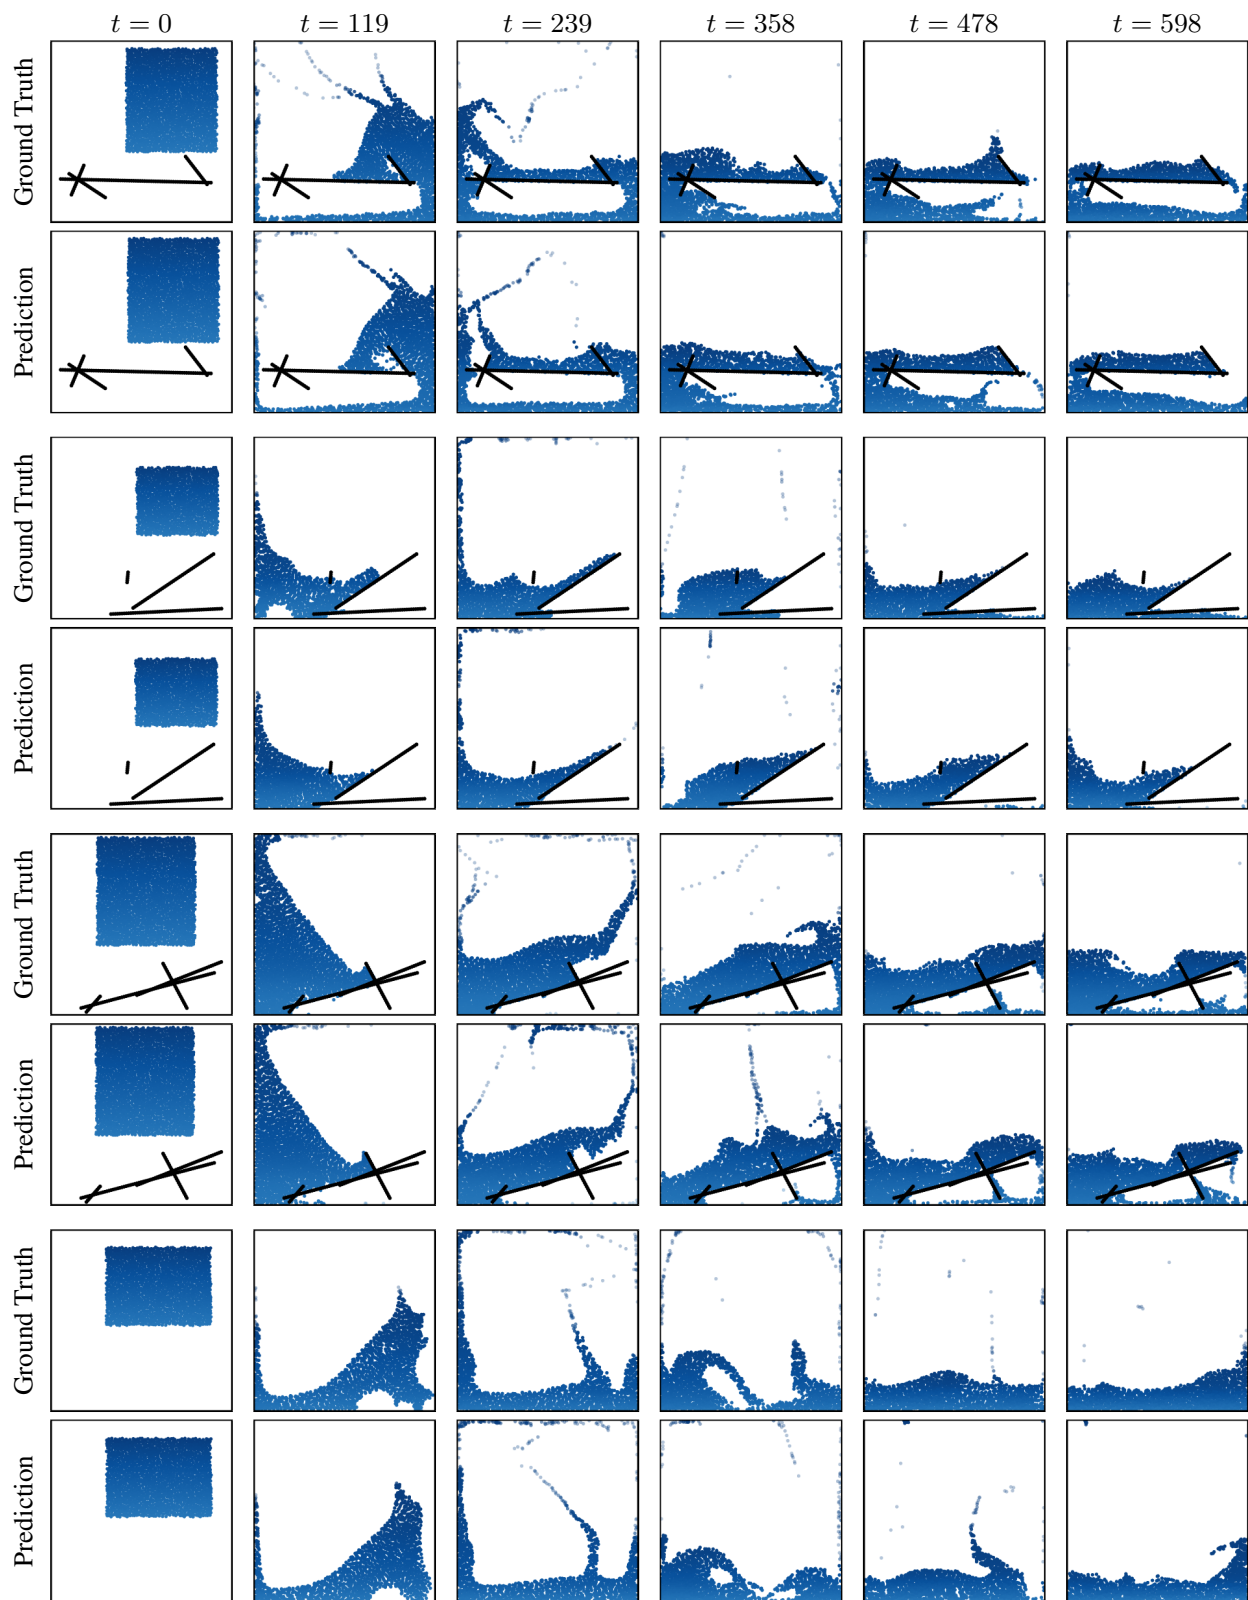 t = 0 t = 119 t = 239 t = 358 t = 478 t = 598
Ground Truth
Prediction
Ground Truth
Prediction
Ground Truth
Prediction
Ground Truth
Prediction